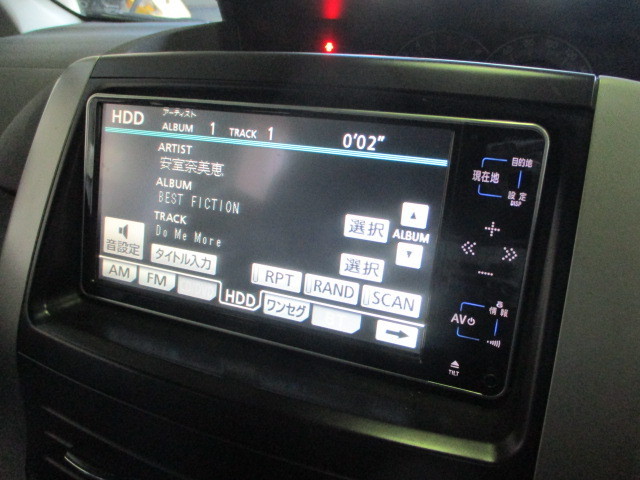 HDD アーティスト
ALBUM 1 TRACK 1 0'02"
ARTIST
安室奈美恵
ALBUM
BEST FICTION
TRACK
Do Me More
選択
▲
ALBUM
▼
選択
音設定
タイトル入力
RPT RAND SCAN
AM FM HDD ワンセグ
現在地
目的地
設定
DISP
AV
情報
TILT